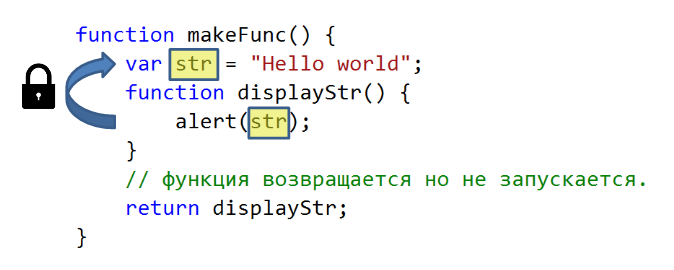 function makeFunc() {
var str = "Hello world";
function displayStr() {
alert(str);
}
// функция возвращается но не запускается.
return displayStr;
}